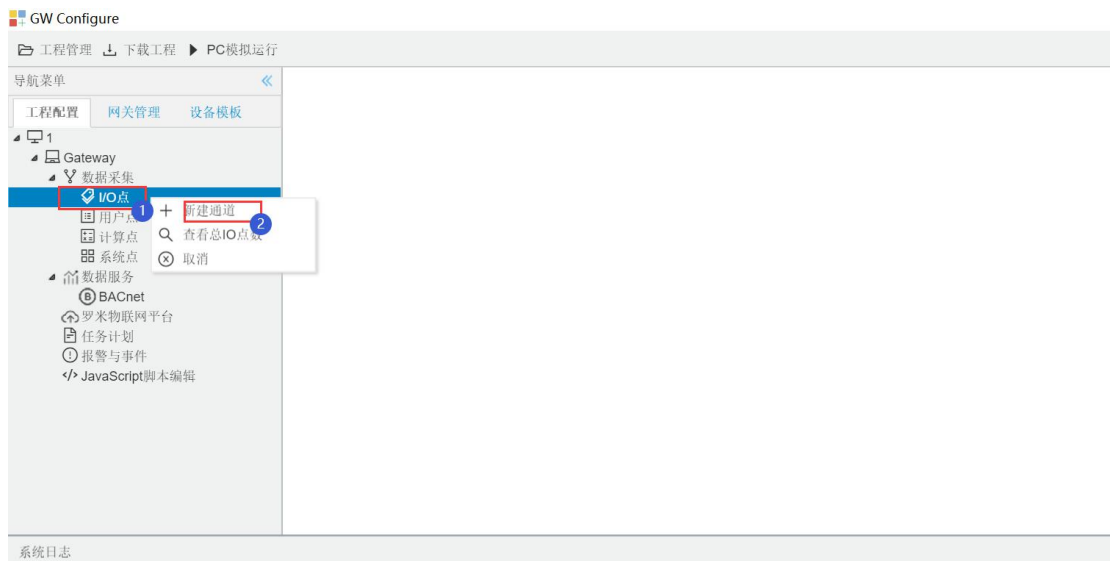 GW Configure
工程管理 下载工程 PC模拟运行
导航菜单
工程配置 网关管理 设备模板
1
Gateway
数据采集
I/O点
1
新建通道
2
用户点
查看总IO点数
计算点
取消
系统点
数据服务
BACnet
罗米物联网平台
任务计划
报警与事件
JavaScript脚本编辑
系统日志